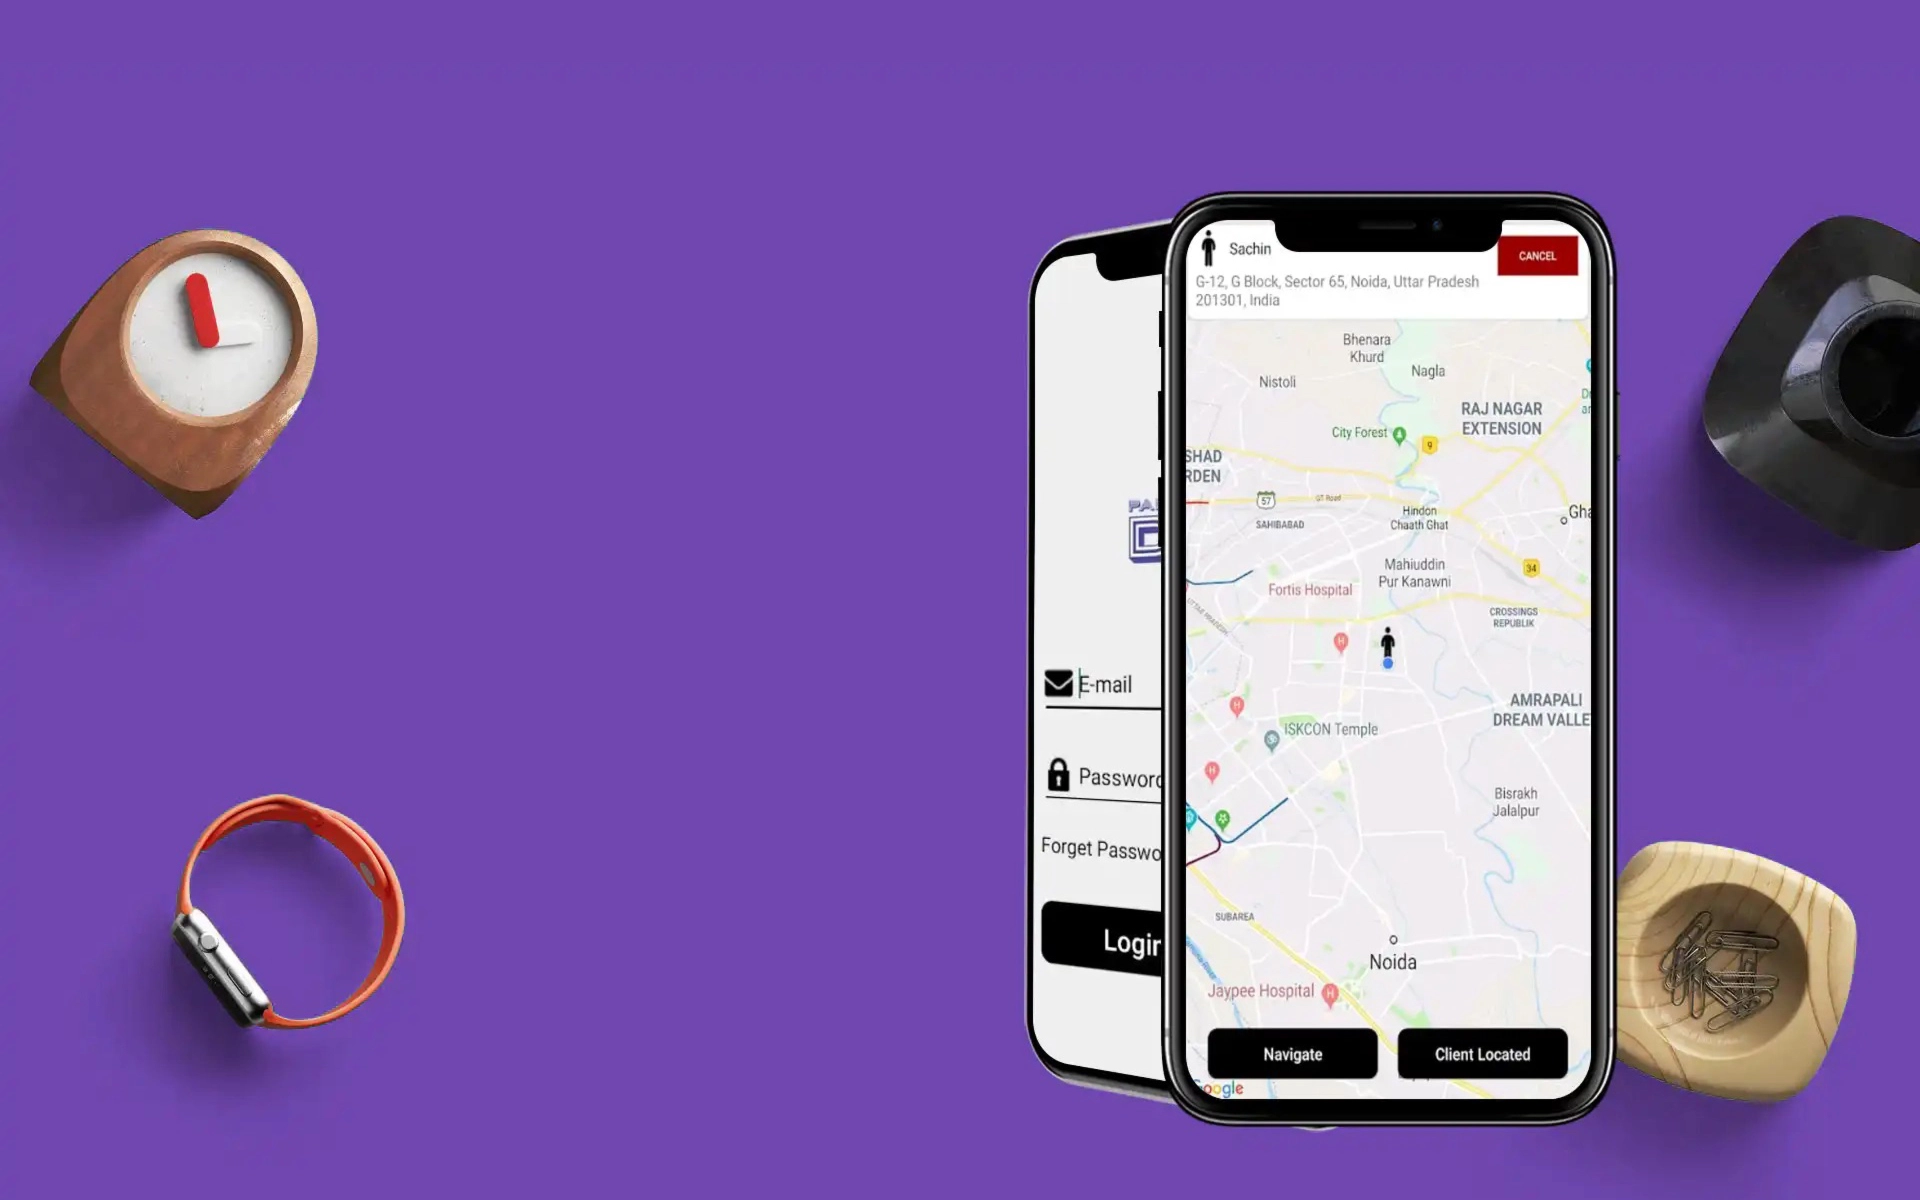 PA
E-mail
Password
Forget Passwo
Login
Sachin
CANCEL
G-12, G Block, Sector 65, Noida, Uttar Pradesh
201301, India
Bhenara
Khurd
Nagla
Nistoli
RAJ NAGAR
EXTENSION
City Forest
9
SHAD
RDEN
57
GT Road
SAHIBABAD
Hindon
Chaath Ghat
Gha
Mahiuddin
Pur Kanawni
34
Fortis Hospital
CROSSINGS
REPUBLIK
H
AMRAPALI
DREAM VALLE
H
ISKCON Temple
H
Bisrakh
Jalalpur
SUBAREA
Noida
Jaypee Hospital
H
Navigate
Client Located
Google